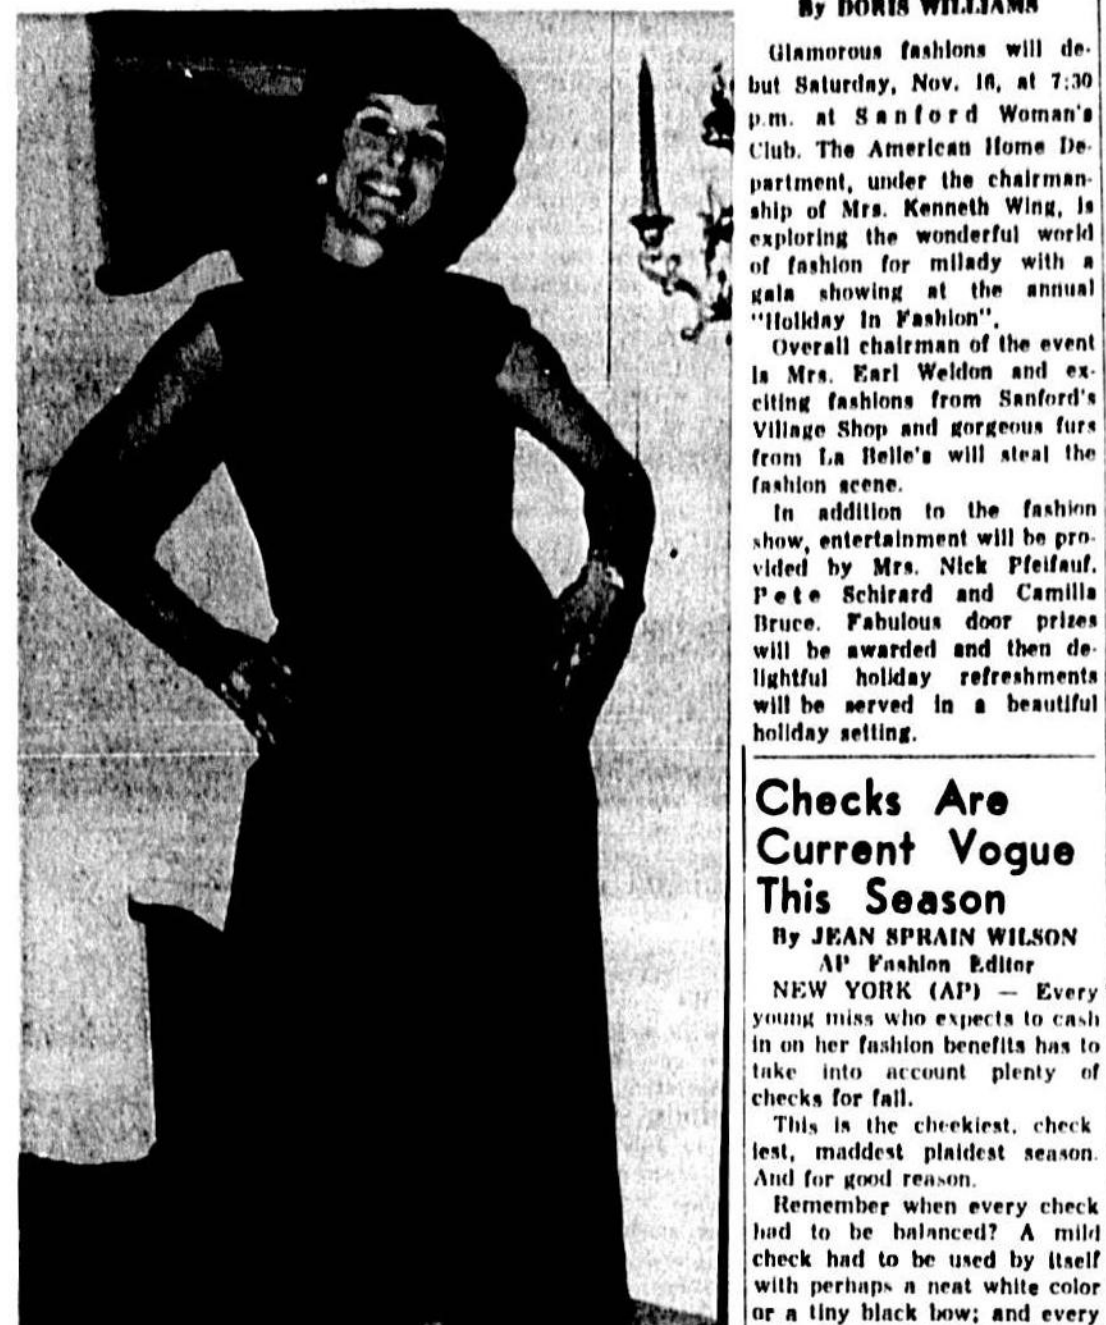 By DORIS WILLIAMS
Glamorous fashions will de-
but Saturday, Nov. 16, at 7:30
p.m. at Sanford Woman's
Club. The American Home De-
partment, under the chairman-
ship of Mrs. Kenneth Wing, is
exploring the wonderful world
of fashion for milady with a
gala showing at the annual
"Holiday In Fashion".
Overall chairman of the event
is Mrs. Earl Weldon and ex-
citing fashions from Sanford's
Village Shop and gorgeous furs
from La Belle's will steal the
fashion scene.
In addition to the fashion
show, entertainment will be pro-
vided by Mrs. Nick Pfeifauf,
Pete Schirard and Camilla
Bruce. Fabulous door prizes
will be awarded and then de-
lightful holiday refreshments
will be served in a beautiful
holiday setting.
Checks Are
Current Vogue
This Season
By JEAN SPRAIN WILSON
AP Fashion Editor
NEW YORK (AP) — Every
young miss who expects to cash
in on her fashion benefits has to
take into account plenty of
checks for fall.
This is the cheekiest, check
iest, maddest plaidest season.
And for good reason.
Remember when every check
had to be balanced? A mild
check had to be used by itself
with perhaps a neat white color
or a tiny black bow; and every